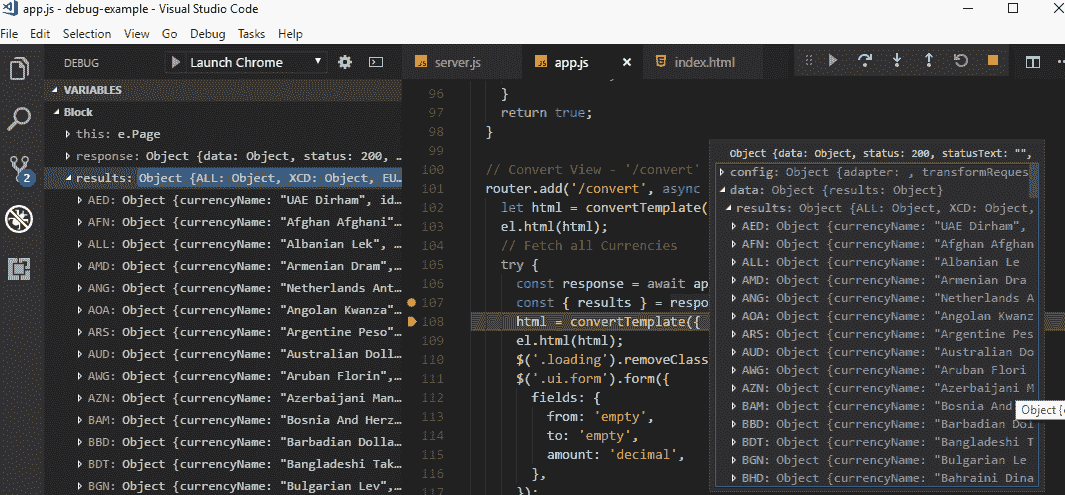 app.js - debug-example - Visual Studio Code
File Edit Selection View Go Debug Tasks Help
DEBUG
Launch Chrome
VARIABLES
Block
this: e.Page
response: Object {data: Object, status: 200, ...
results: Object {ALL: Object, XCD: Object, EU...
AED: Object {currencyName: "UAE Dirham", id...
AFN: Object {currencyName: "Afghan Afghani"...
ALL: Object {currencyName: "Albanian Lek", ...
AMD: Object {currencyName: "Armenian Dram",...
ANG: Object {currencyName: "Netherlands Ant...
AOA: Object {currencyName: "Angolan Kwanza"...
ARS: Object {currencyName: "Argentine Peso"...
AUD: Object {currencyName: "Australian Doll...
AWG: Object {currencyName: "Aruban Florin",...
AZN: Object {currencyName: "Azerbaijani Man...
BAM: Object {currencyName: "Bosnia And Herz...
BBD: Object {currencyName: "Barbadian Dolla...
BDT: Object {currencyName: "Bangladeshi Tak...
BGN: Object {currencyName: "Bulgarian Lev",...
2
server.js
app.js
index.html
96 }
97 return true;
98 }
99
100 // Convert View - '/convert'
101 router.add('/convert', async
102 let html = convertTemplate(
103 el.html(html);
104 // Fetch all Currencies
105 try {
106 const response = await ap
107 const { results } = respo
108 html = convertTemplate({
109 el.html(html);
110 $('.loading').removeClass
111 $('.ui.form').form({
112 fields: {
113 from: 'empty',
114 to: 'empty',
115 amount: 'decimal',
116 },
117 });
Object {data: Object, status: 200, statusText: "",
config: Object {adapter: , transformReques
data: Object {results: Object}
results: Object {ALL: Object, XCD: Object,
AED: Object {currencyName: "UAE Dirham",
AFN: Object {currencyName: "Afghan Afghan
ALL: Object {currencyName: "Albanian Le
AMD: Object {currencyName: "Armenian Dra
ANG: Object {currencyName: "Netherlands A
AOA: Object {currencyName: "Angolan Kwanz
ARS: Object {currencyName: "Argentine Pes
AUD: Object {currencyName: "Australian Do
AWG: Object {currencyName: "Aruban Flori
AZN: Object {currencyName: "Azerbaijani M
BAM: Object {currencyName: "Bosnia And
BBD: Object {currencyName: "Barbadian Dol
BDT: Object {currencyName: "Bangladeshi T
BGN: Object {currencyName: "Bulgarian Le
BHD: Object {currencyName: "Bahraini Dina
Object {